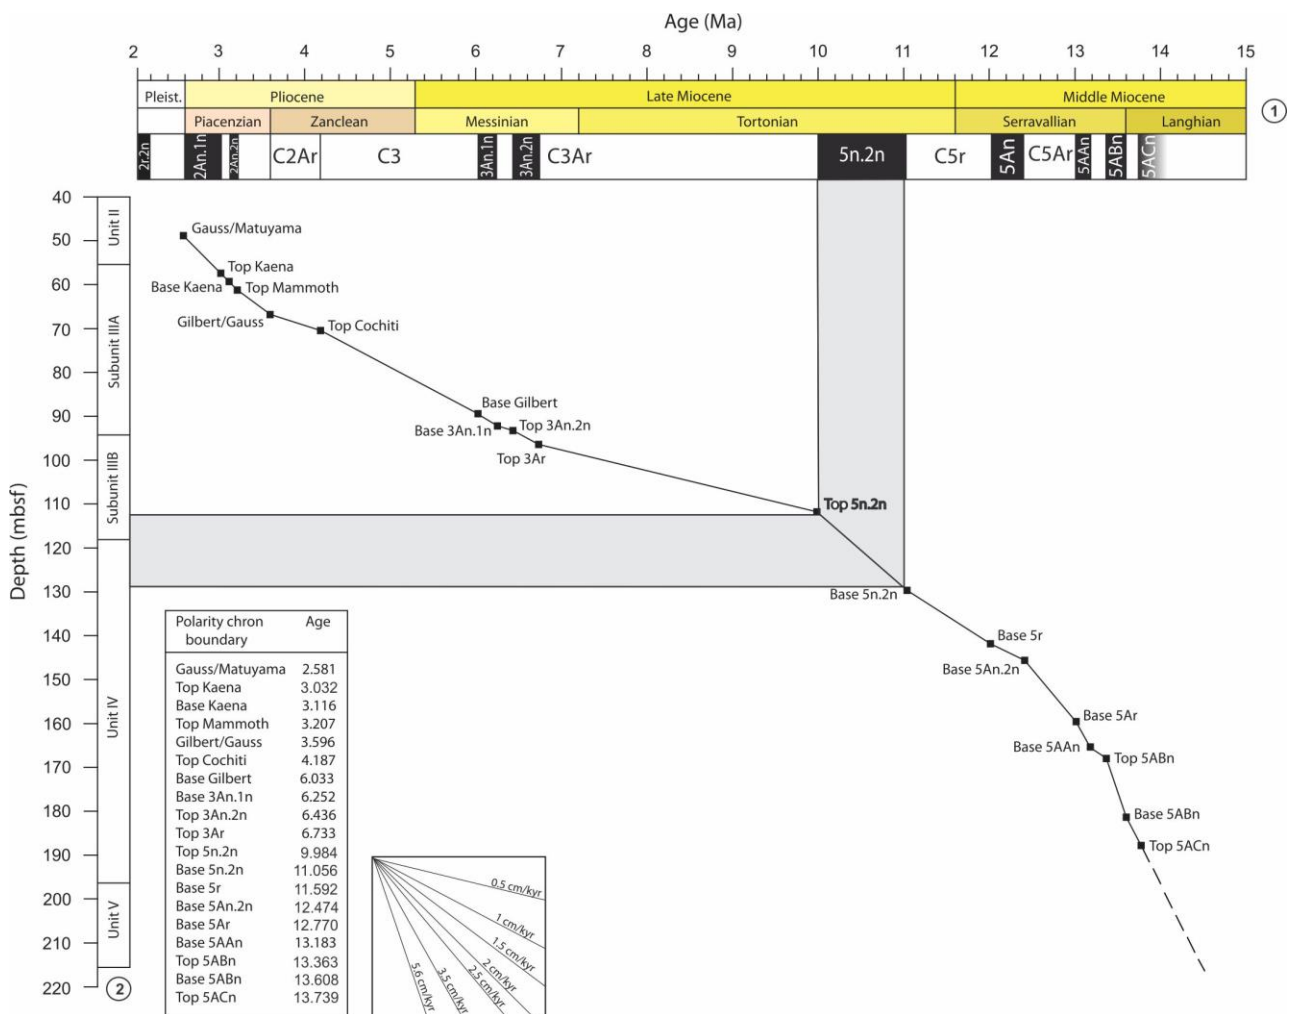 Age (Ma)
2 3 4 5 6 7 8 9 10 11 12 13 14 15
Pleist. Pliocene Late Miocene Middle Miocene
Piacenzian Zanclean Messinian Tortonian Serravallian Langhian
1
2r.2n 2An.1n 2An.2n C2Ar C3 3An.1n 3An.2n C3Ar 5n.2n C5r 5An C5Ar 5AAn 5ABn 5ACn
Depth (mbsf)
40
50
60
70
80
90
100
110
120
130
140
150
160
170
180
190
200
210
220
Unit II
Subunit IIIA
Subunit IIIB
Unit IV
Unit V
2
Gauss/Matuyama
Top Kaena
Base Kaena
Top Mammoth
Gilbert/Gauss
Top Cochiti
Base Gilbert
Base 3An.1n
Top 3An.2n
Top 3Ar
Top 5n.2n
Base 5n.2n
Base 5r
Base 5An.2n
Base 5Ar
Base 5AAn
Top 5ABn
Base 5ABn
Top 5ACn
Polarity chron Age
boundary
Gauss/Matuyama 2.581
Top Kaena 3.032
Base Kaena 3.116
Top Mammoth 3.207
Gilbert/Gauss 3.596
Top Cochiti 4.187
Base Gilbert 6.033
Base 3An.1n 6.252
Top 3An.2n 6.436
Top 3Ar 6.733
Top 5n.2n 9.984
Base 5n.2n 11.056
Base 5r 11.592
Base 5An.2n 12.474
Base 5Ar 12.770
Base 5AAn 13.183
Top 5ABn 13.363
Base 5ABn 13.608
Top 5ACn 13.739
0.5 cm/kyr
1 cm/kyr
1.5 cm/kyr
2 cm/kyr
2.5 cm/kyr
3.5 cm/kyr
5.6 cm/kyr